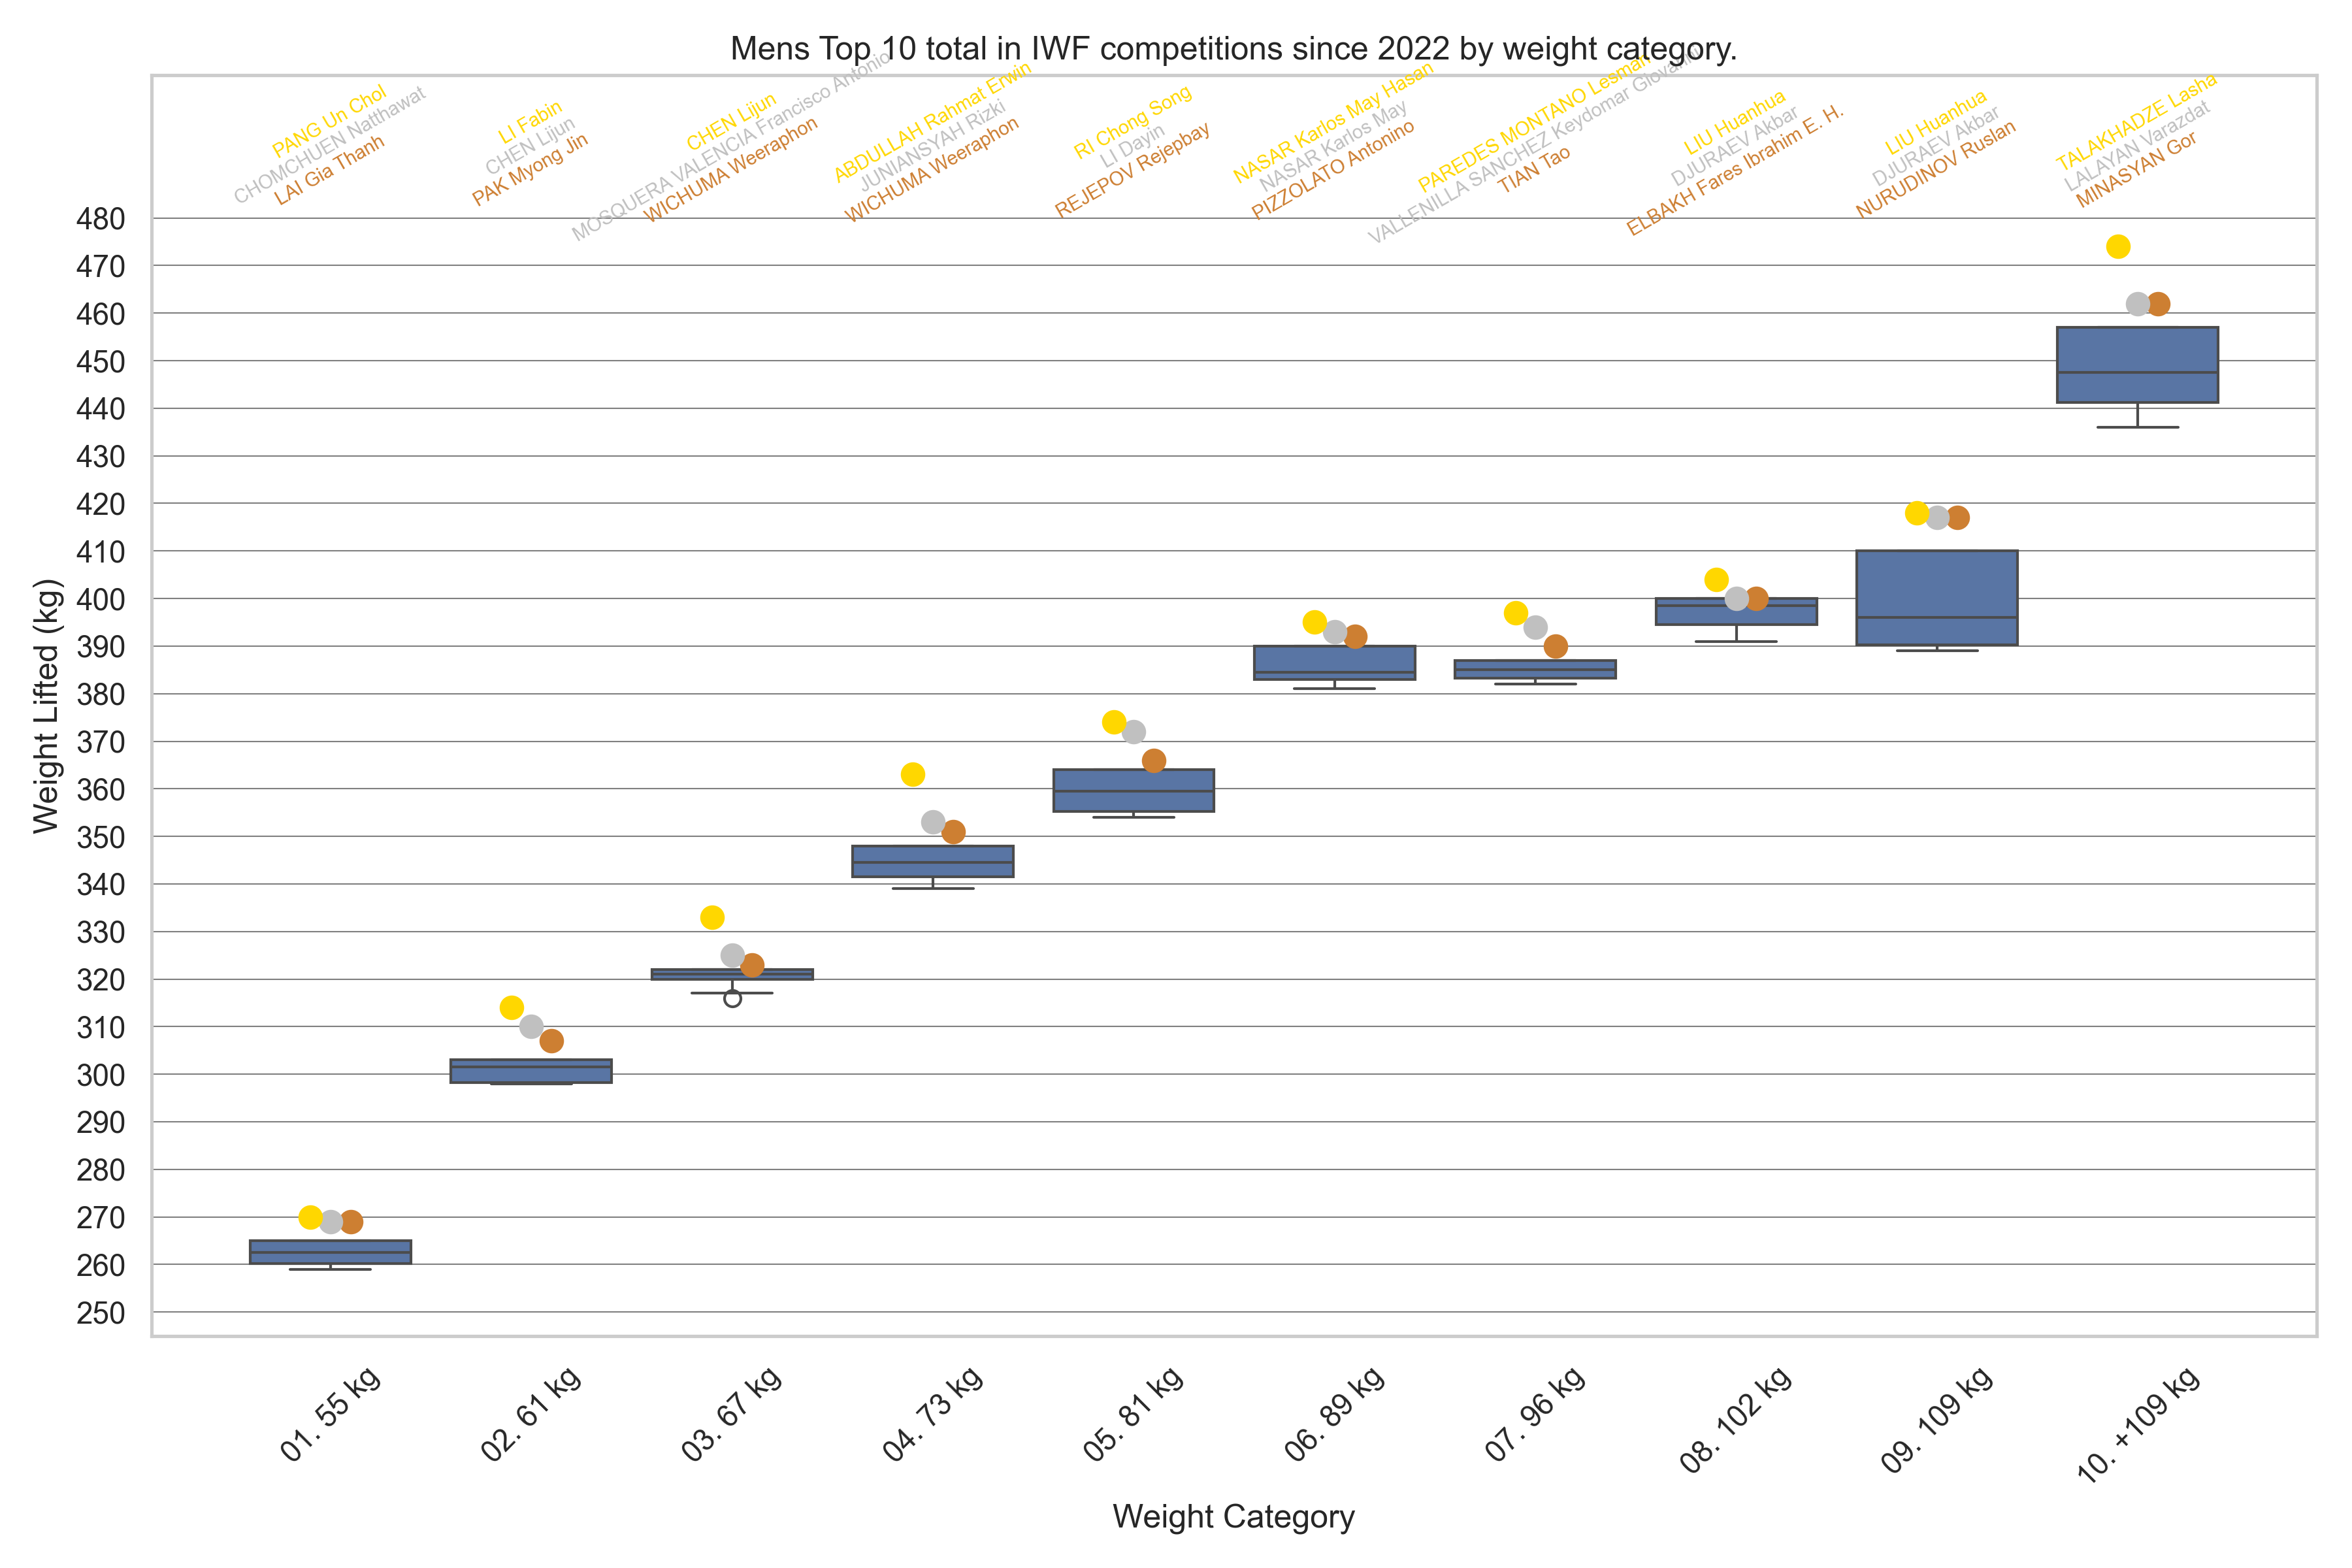 Mens Top 10 total in IWF competitions since 2022 by weight category.
PANG Un Chol
CHOMCHUEN Natthawat
LAI Gia Thanh
LI Fabin
CHEN Lijun
PAK Myong Jin
CHEN Lijun
MOSQUERA VALENCIA Francisco Antonio
WICHUMA Weeraphon
ABDULLAH Rahmat Erwin
JUNIANSYAH Rizki
WICHUMA Weeraphon
RI Chong Song
LI Dayin
REJEPOV Rejepbay
NASAR Karlos May Hasan
NASAR Karlos May
PIZZOLATO Antonino
PAREDES MONTANO Lesman
VALLENILLA SANCHEZ Keydomar Giovanni
TIAN Tao
LIU Huanhua
DJURAEV Akbar
ELBAKH Fares Ibrahim E. H.
LIU Huanhua
DJURAEV Akbar
NURUDINOV Ruslan
TALAKHADZE Lasha
LALAYAN Varazdat
MINASYAN Gor
Weight Lifted (kg)
480
470
460
450
440
430
420
410
400
390
380
370
360
350
340
330
320
310
300
290
280
270
260
250
01. 55 kg
02. 61 kg
03. 67 kg
04. 73 kg
05. 81 kg
06. 89 kg
07. 96 kg
08. 102 kg
09. 109 kg
10. +109 kg
Weight Category